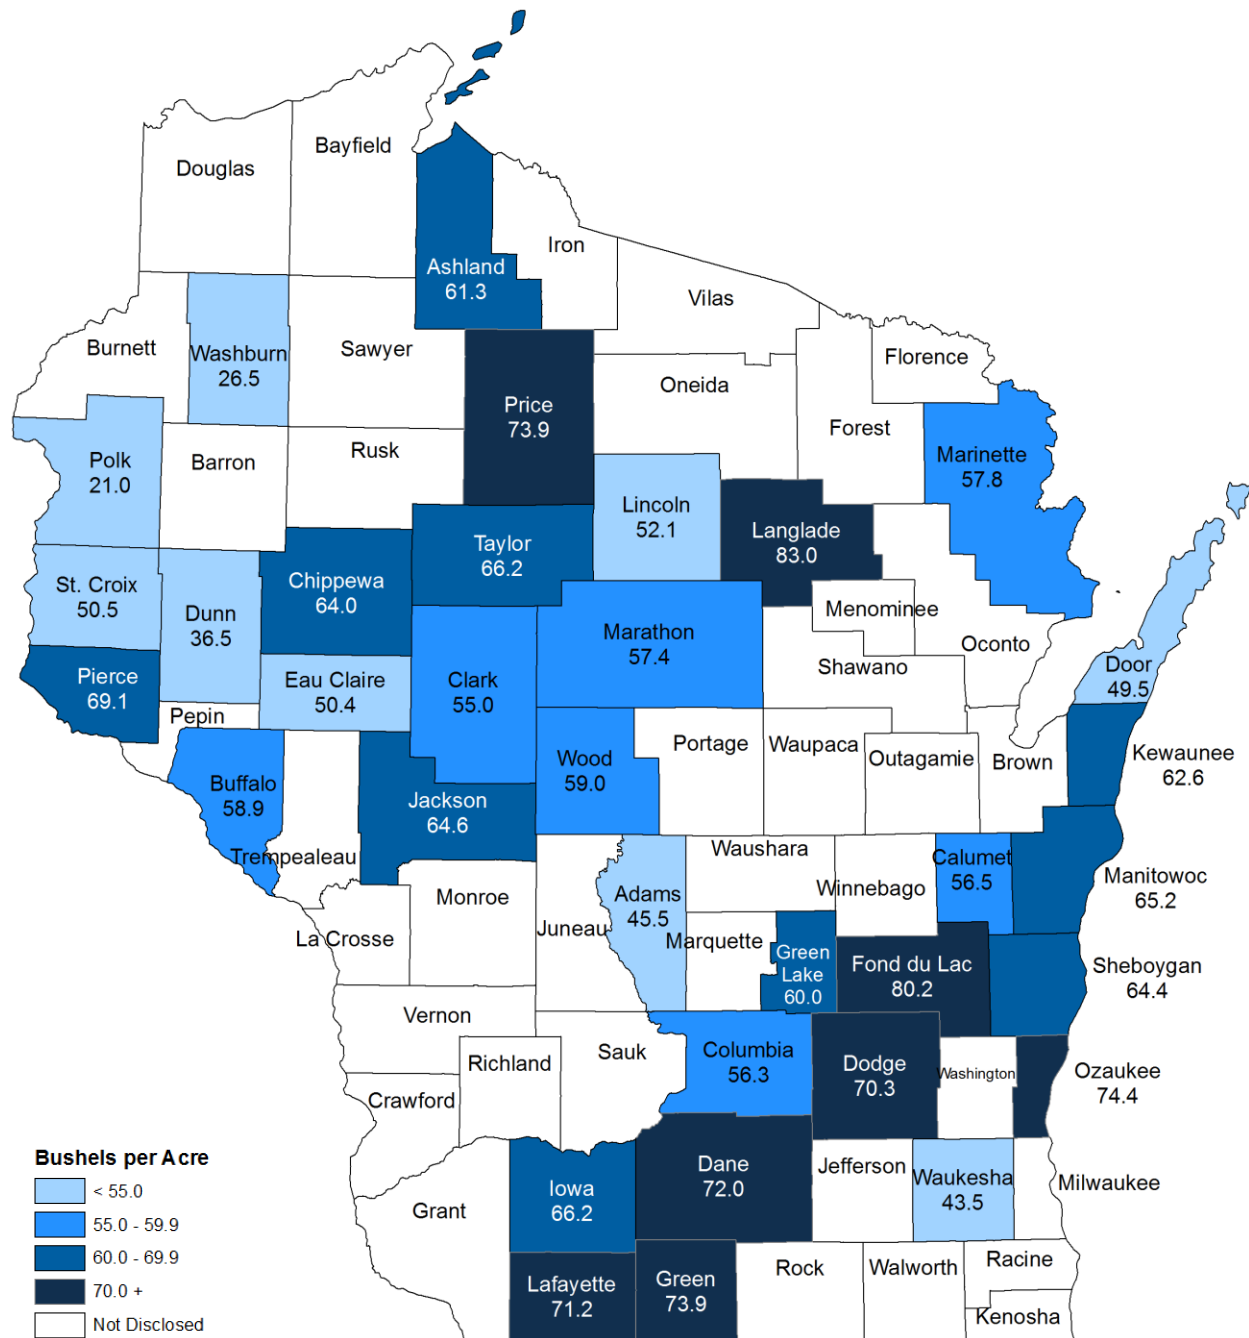 Douglas
Bayfield
Iron
Ashland
61.3
Vilas
Burnett
Washburn
26.5
Sawyer
Florence
Oneida
Price
73.9
Forest
Polk
21.0
Barron
Rusk
Marinette
57.8
Lincoln
52.1
Langlade
83.0
Taylor
66.2
Chippewa
64.0
St. Croix
50.5
Dunn
36.5
Menominee
Marathon
57.4
Oconto
Shawano
Door
49.5
Pierce
69.1
Eau Claire
50.4
Clark
55.0
Pepin
Portage
Waupaca
Outagamie
Brown
Kewaunee
62.6
Wood
59.0
Buffalo
58.9
Jackson
64.6
Trempealeau
Waushara
Calumet
56.5
Manitowoc
65.2
Winnebago
Monroe
Adams
45.5
Juneau
La Crosse
Marquette
Green
Lake
60.0
Fond du Lac
80.2
Sheboygan
64.4
Vernon
Sauk
Columbia
56.3
Richland
Dodge
70.3
Washington
Ozaukee
74.4
Crawford
Bushels per Acre
< 55.0
55.0 - 59.9
60.0 - 69.9
70.0 +
Not Disclosed
Dane
72.0
Jefferson
Waukesha
43.5
Milwaukee
Iowa
66.2
Grant
Lafayette
71.2
Green
73.9
Rock
Walworth
Racine
Kenosha